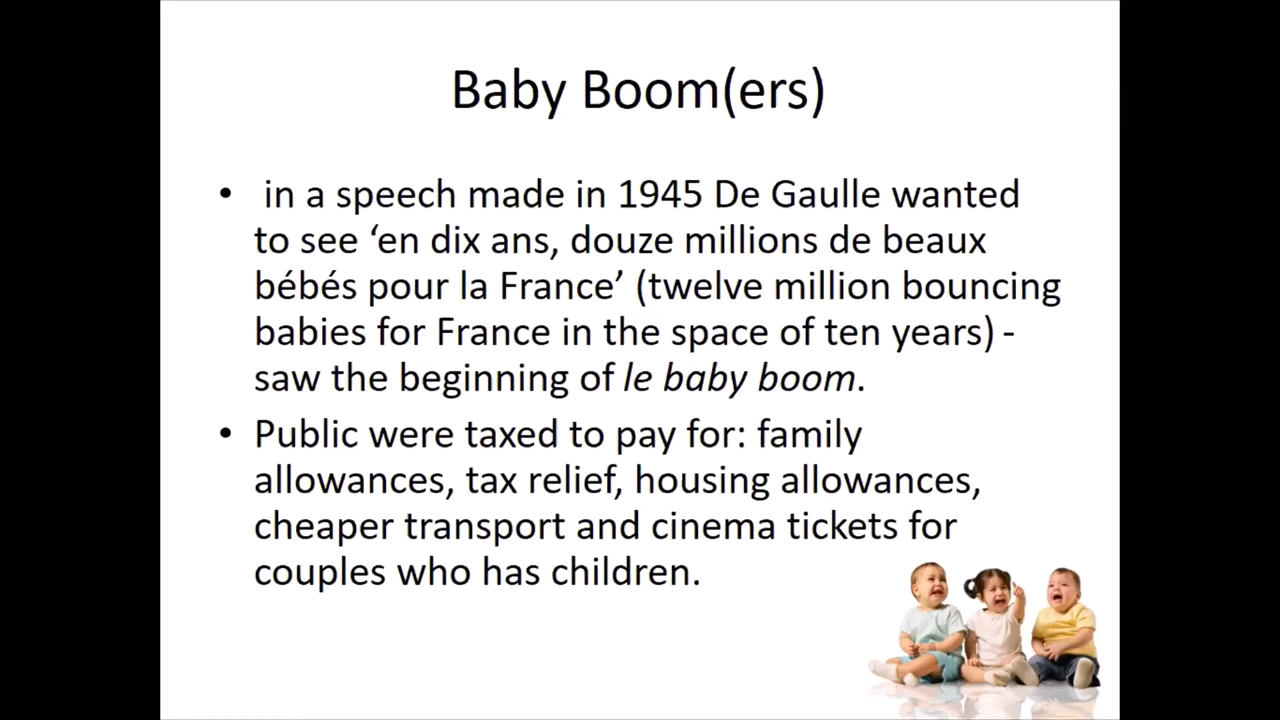 Baby Boom(ers)
• in a speech made in 1945 De Gaulle wanted
to see ‘en dix ans, douze millions de beaux
bébés pour la France’ (twelve million bouncing
babies for France in the space of ten years) -
saw the beginning of le baby boom.
• Public were taxed to pay for: family
allowances, tax relief, housing allowances,
cheaper transport and cinema tickets for
couples who has children.